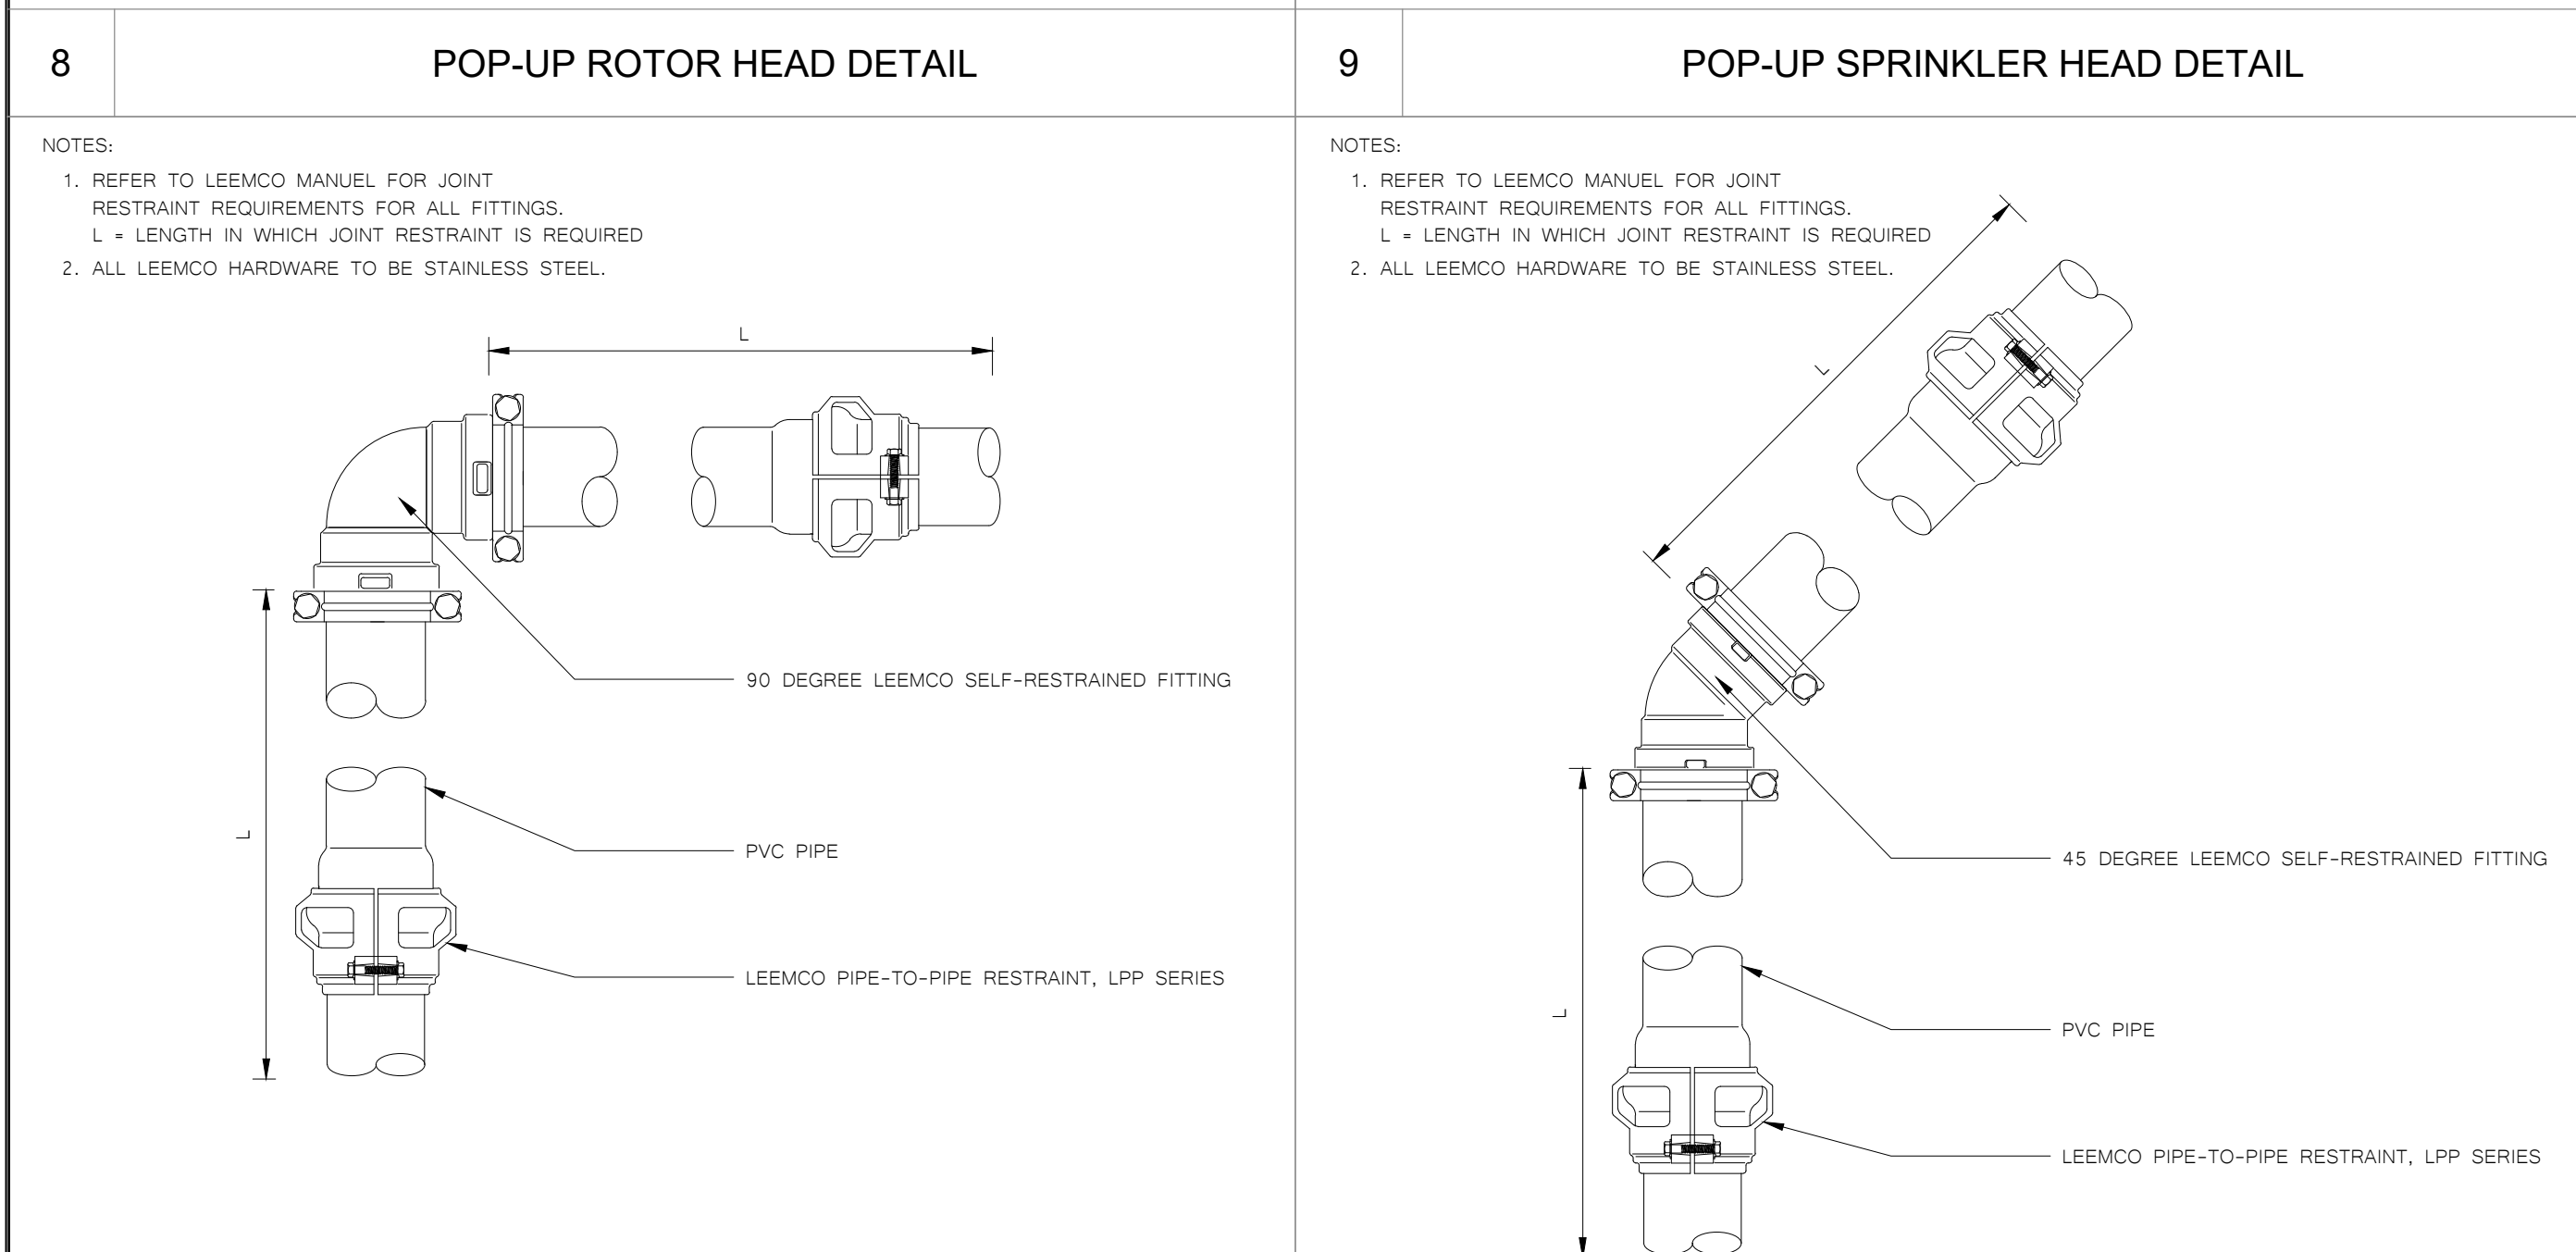 8
POP-UP ROTOR HEAD DETAIL
9
POP-UP SPRINKLER HEAD DETAIL
NOTES:
1. REFER TO LEEMCO MANUEL FOR JOINT
RESTRAINT REQUIREMENTS FOR ALL FITTINGS.
L = LENGTH IN WHICH JOINT RESTRAINT IS REQUIRED
2. ALL LEEMCO HARDWARE TO BE STAINLESS STEEL.
L
90 DEGREE LEEMCO SELF-RESTRAINED FITTING
L
PVC PIPE
LEEMCO PIPE-TO-PIPE RESTRAINT, LPP SERIES
NOTES:
1. REFER TO LEEMCO MANUEL FOR JOINT
RESTRAINT REQUIREMENTS FOR ALL FITTINGS.
L = LENGTH IN WHICH JOINT RESTRAINT IS REQUIRED
2. ALL LEEMCO HARDWARE TO BE STAINLESS STEEL.
L
45 DEGREE LEEMCO SELF-RESTRAINED FITTING
L
PVC PIPE
LEEMCO PIPE-TO-PIPE RESTRAINT, LPP SERIES